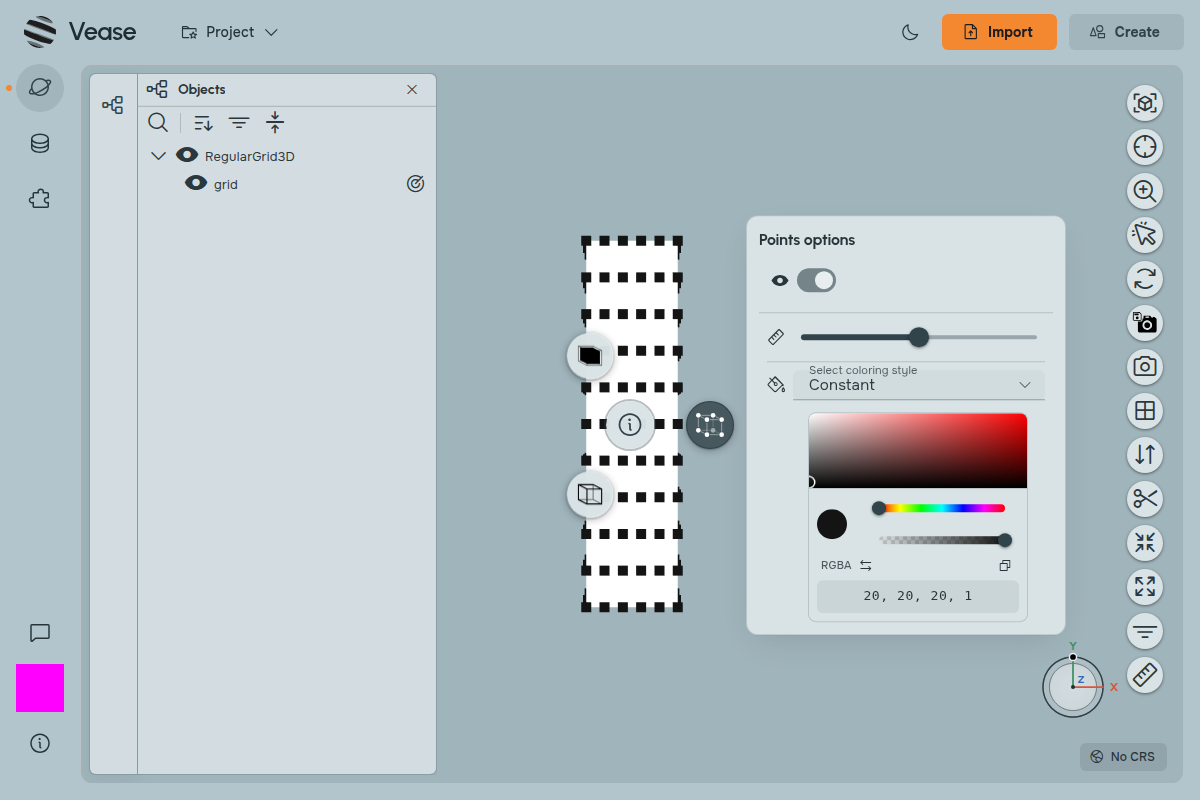 Vease
Project
Import
Create
Objects
RegularGrid3D
grid
Points options
Select coloring style
Constant
RGBA
20, 20, 20, 1
Y
Z
X
No CRS